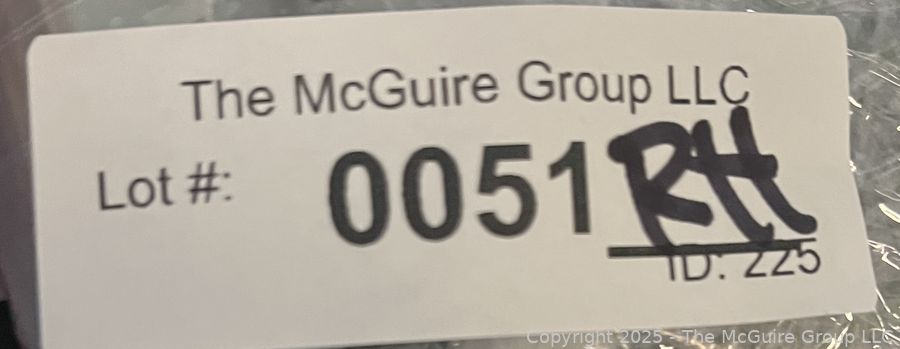 The McGuire Group LLC
Lot #: 0051 RH
ID: 225
Copyright 2025 - The McGuire Group LLC